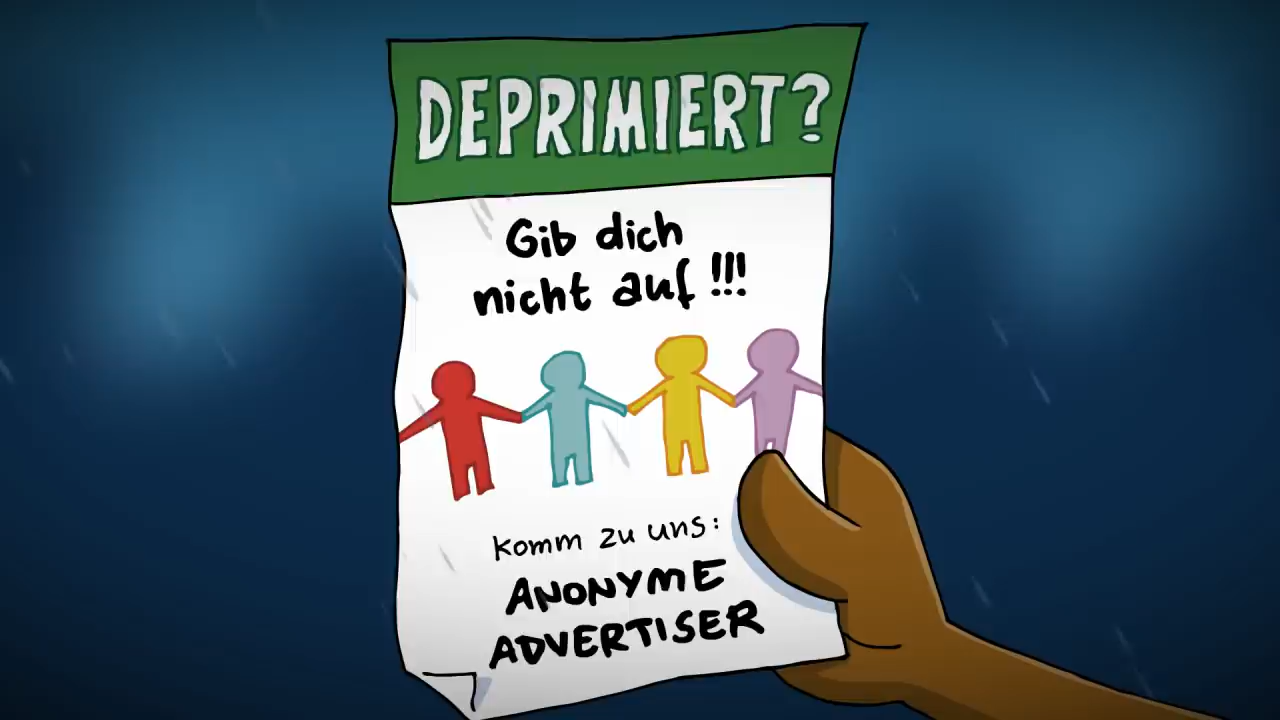 DEPRIMIERT?
Gib dich
nicht auf !!!
Komm zu uns:
ANONYME
ADVERTISER